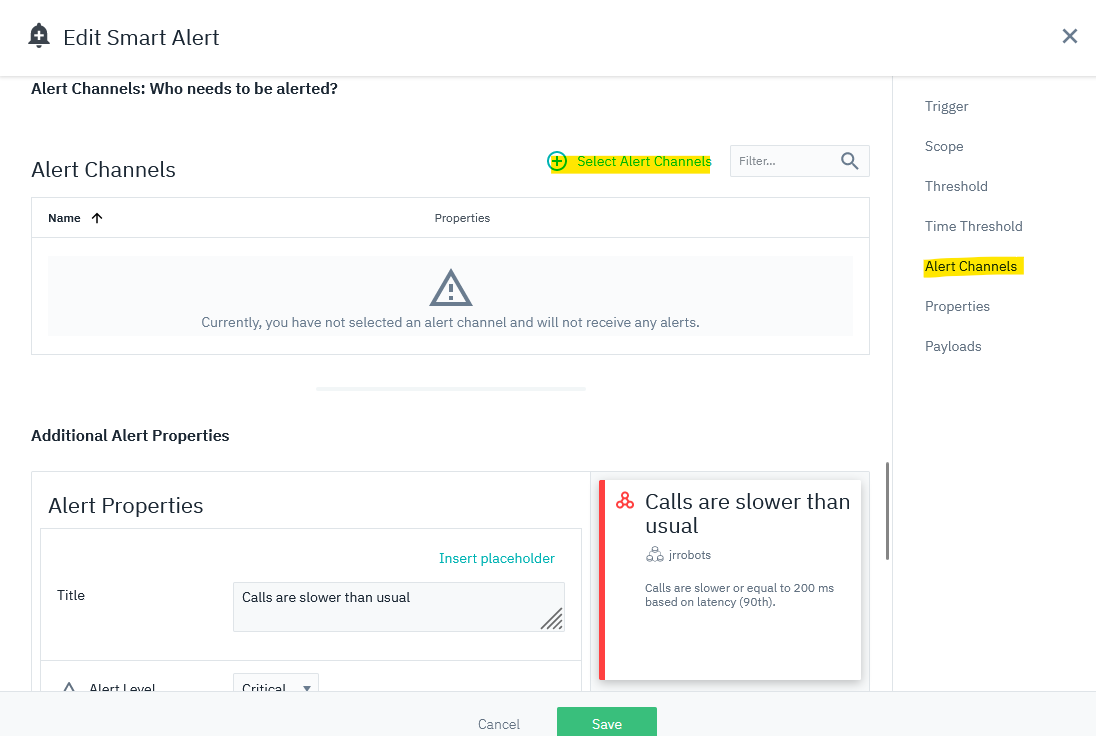 Edit Smart Alert
Alert Channels: Who needs to be alerted?
Alert Channels
Select Alert Channels
Filter...
Name
Properties
Currently, you have not selected an alert channel and will not receive any alerts.
Additional Alert Properties
Alert Properties
Insert placeholder
Title
Calls are slower than usual
Alert Level
Critical
Calls are slower than
usual
jrrobots
Calls are slower or equal to 200 ms
based on latency (90th).
Trigger
Scope
Threshold
Time Threshold
Alert Channels
Properties
Payloads
Cancel
Save